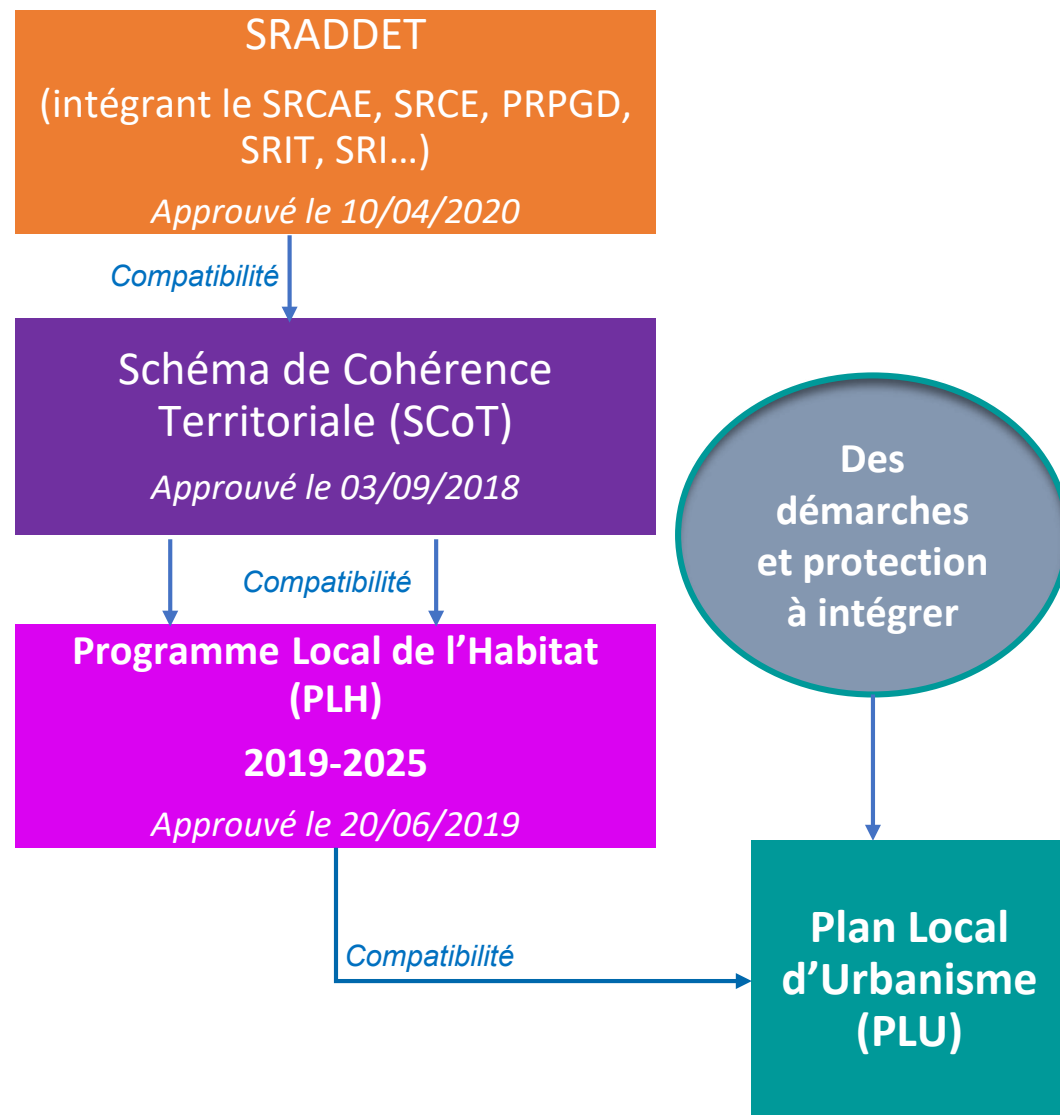 SRADDET
(intégrant le SRCAE, SRCE, PRPGD,
SRIT, SRI…)
Approuvé le 10/04/2020
Compatibilité
Schéma de Cohérence
Territoriale (SCoT)
Approuvé le 03/09/2018
Compatibilité
Programme Local de l’Habitat
(PLH)
2019-2025
Approuvé le 20/06/2019
Des
démarches
et protection
à intégrer
Compatibilité
Plan Local
d’Urbanisme
(PLU)